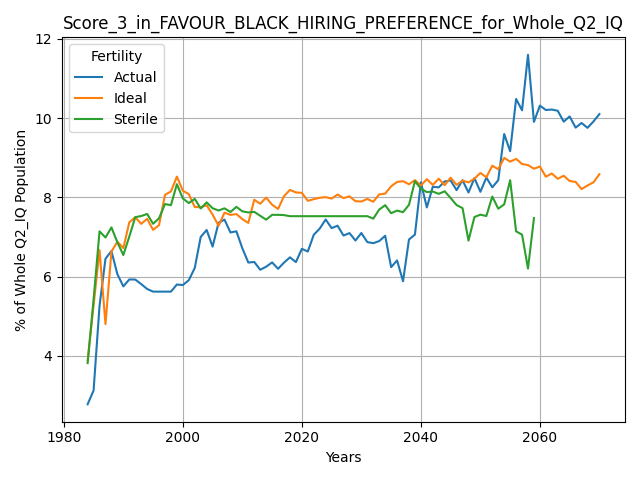 Score_3_in_FAVOUR_BLACK_HIRING_PREFERENCE_for_Whole_Q2_IQ
Fertility
Actual
Ideal
Sterile
% of Whole Q2_IQ Population
12
10
8
6
4
1980
2000
2020
2040
2060
Years